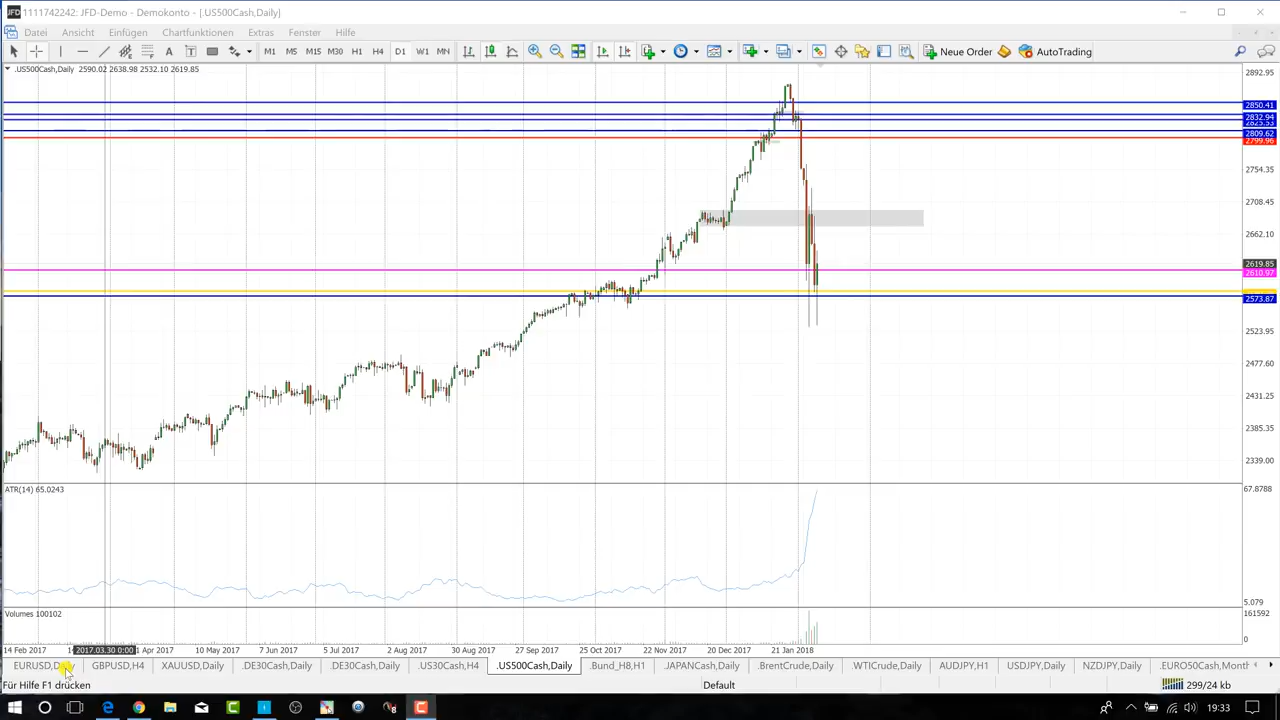 1111742242: JFD-Demo - Demokonto - [.US500Cash,Daily]
Datei Ansicht Einfügen Chartfunktionen Extras Fenster Hilfe
M1 M5 M15 M30 H1 H4 D1 W1 MN Neue Order AutoTrading
.US500Cash,Daily 2590.02 2638.98 2532.10 2619.85
2892.95
2850.41
2832.94
2809.62
2799.96
2754.35
2708.45
2662.10
2619.85
2610.97
2573.87
2523.95
2477.60
2431.25
2385.35
2339.00
ATR(14) 65.0243
67.8788
5.079
Volumes 100102
161592
0
14 Feb 2017 2017.03.30 0:00 1 Apr 2017 10 May 2017 7 Jun 2017 5 Jul 2017 2 Aug 2017 30 Aug 2017 27 Sep 2017 25 Oct 2017 22 Nov 2017 20 Dec 2017 21 Jan 2018
EURUSD,Daily GBPUSD,H4 XAUUSD,Daily .DE30Cash,Daily .DE30Cash,Daily .US30Cash,H4 .US500Cash,Daily .Bund_H8,H1 .JAPANCash,Daily .BrentCrude,Daily WTICrude,Daily AUDJPY,H1 USDJPY,Daily NZDJPY,Daily .EURO50Cash,Month
Für Hilfe F1 drücken Default 299/24 kb
19:33